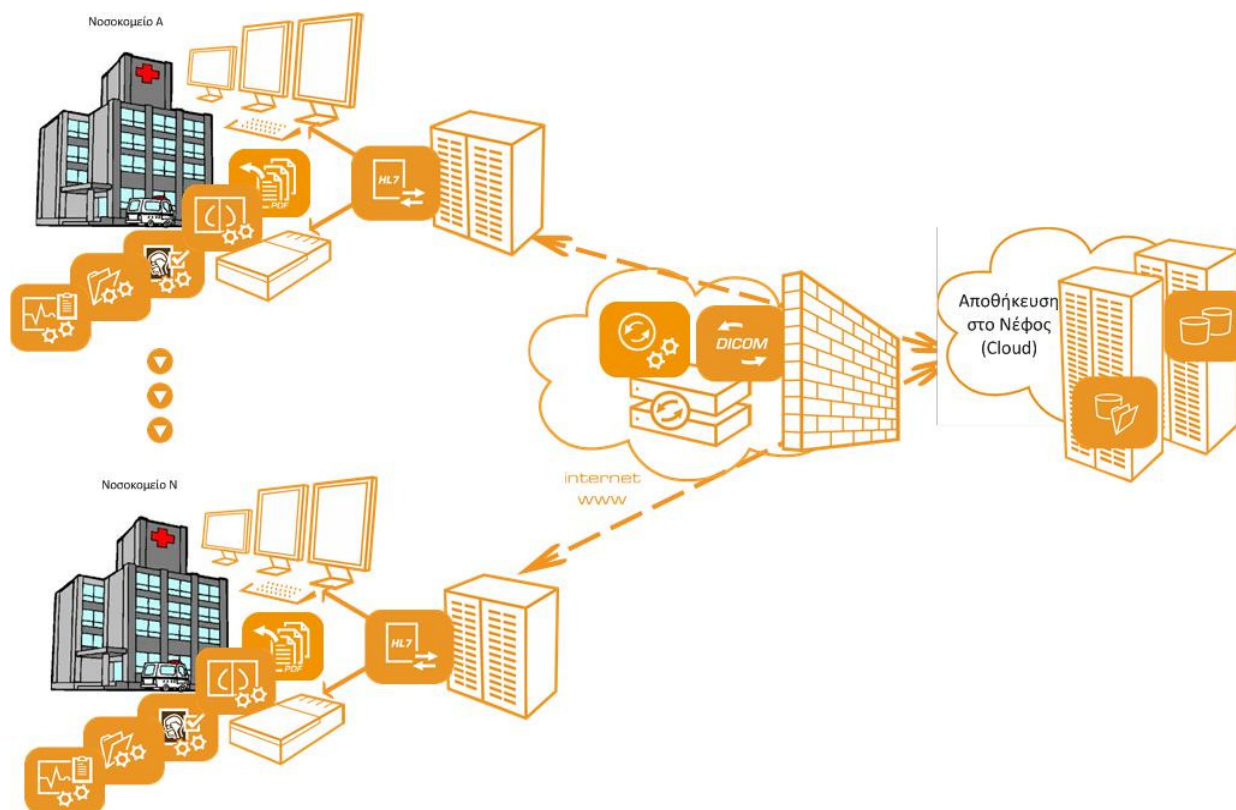 Νοσοκομείο Α
HL7
PDF
Αποθήκευση
στο Νέφος
(Cloud)
DICOM
internet
www
Νοσοκομείο Ν
HL7
PDF